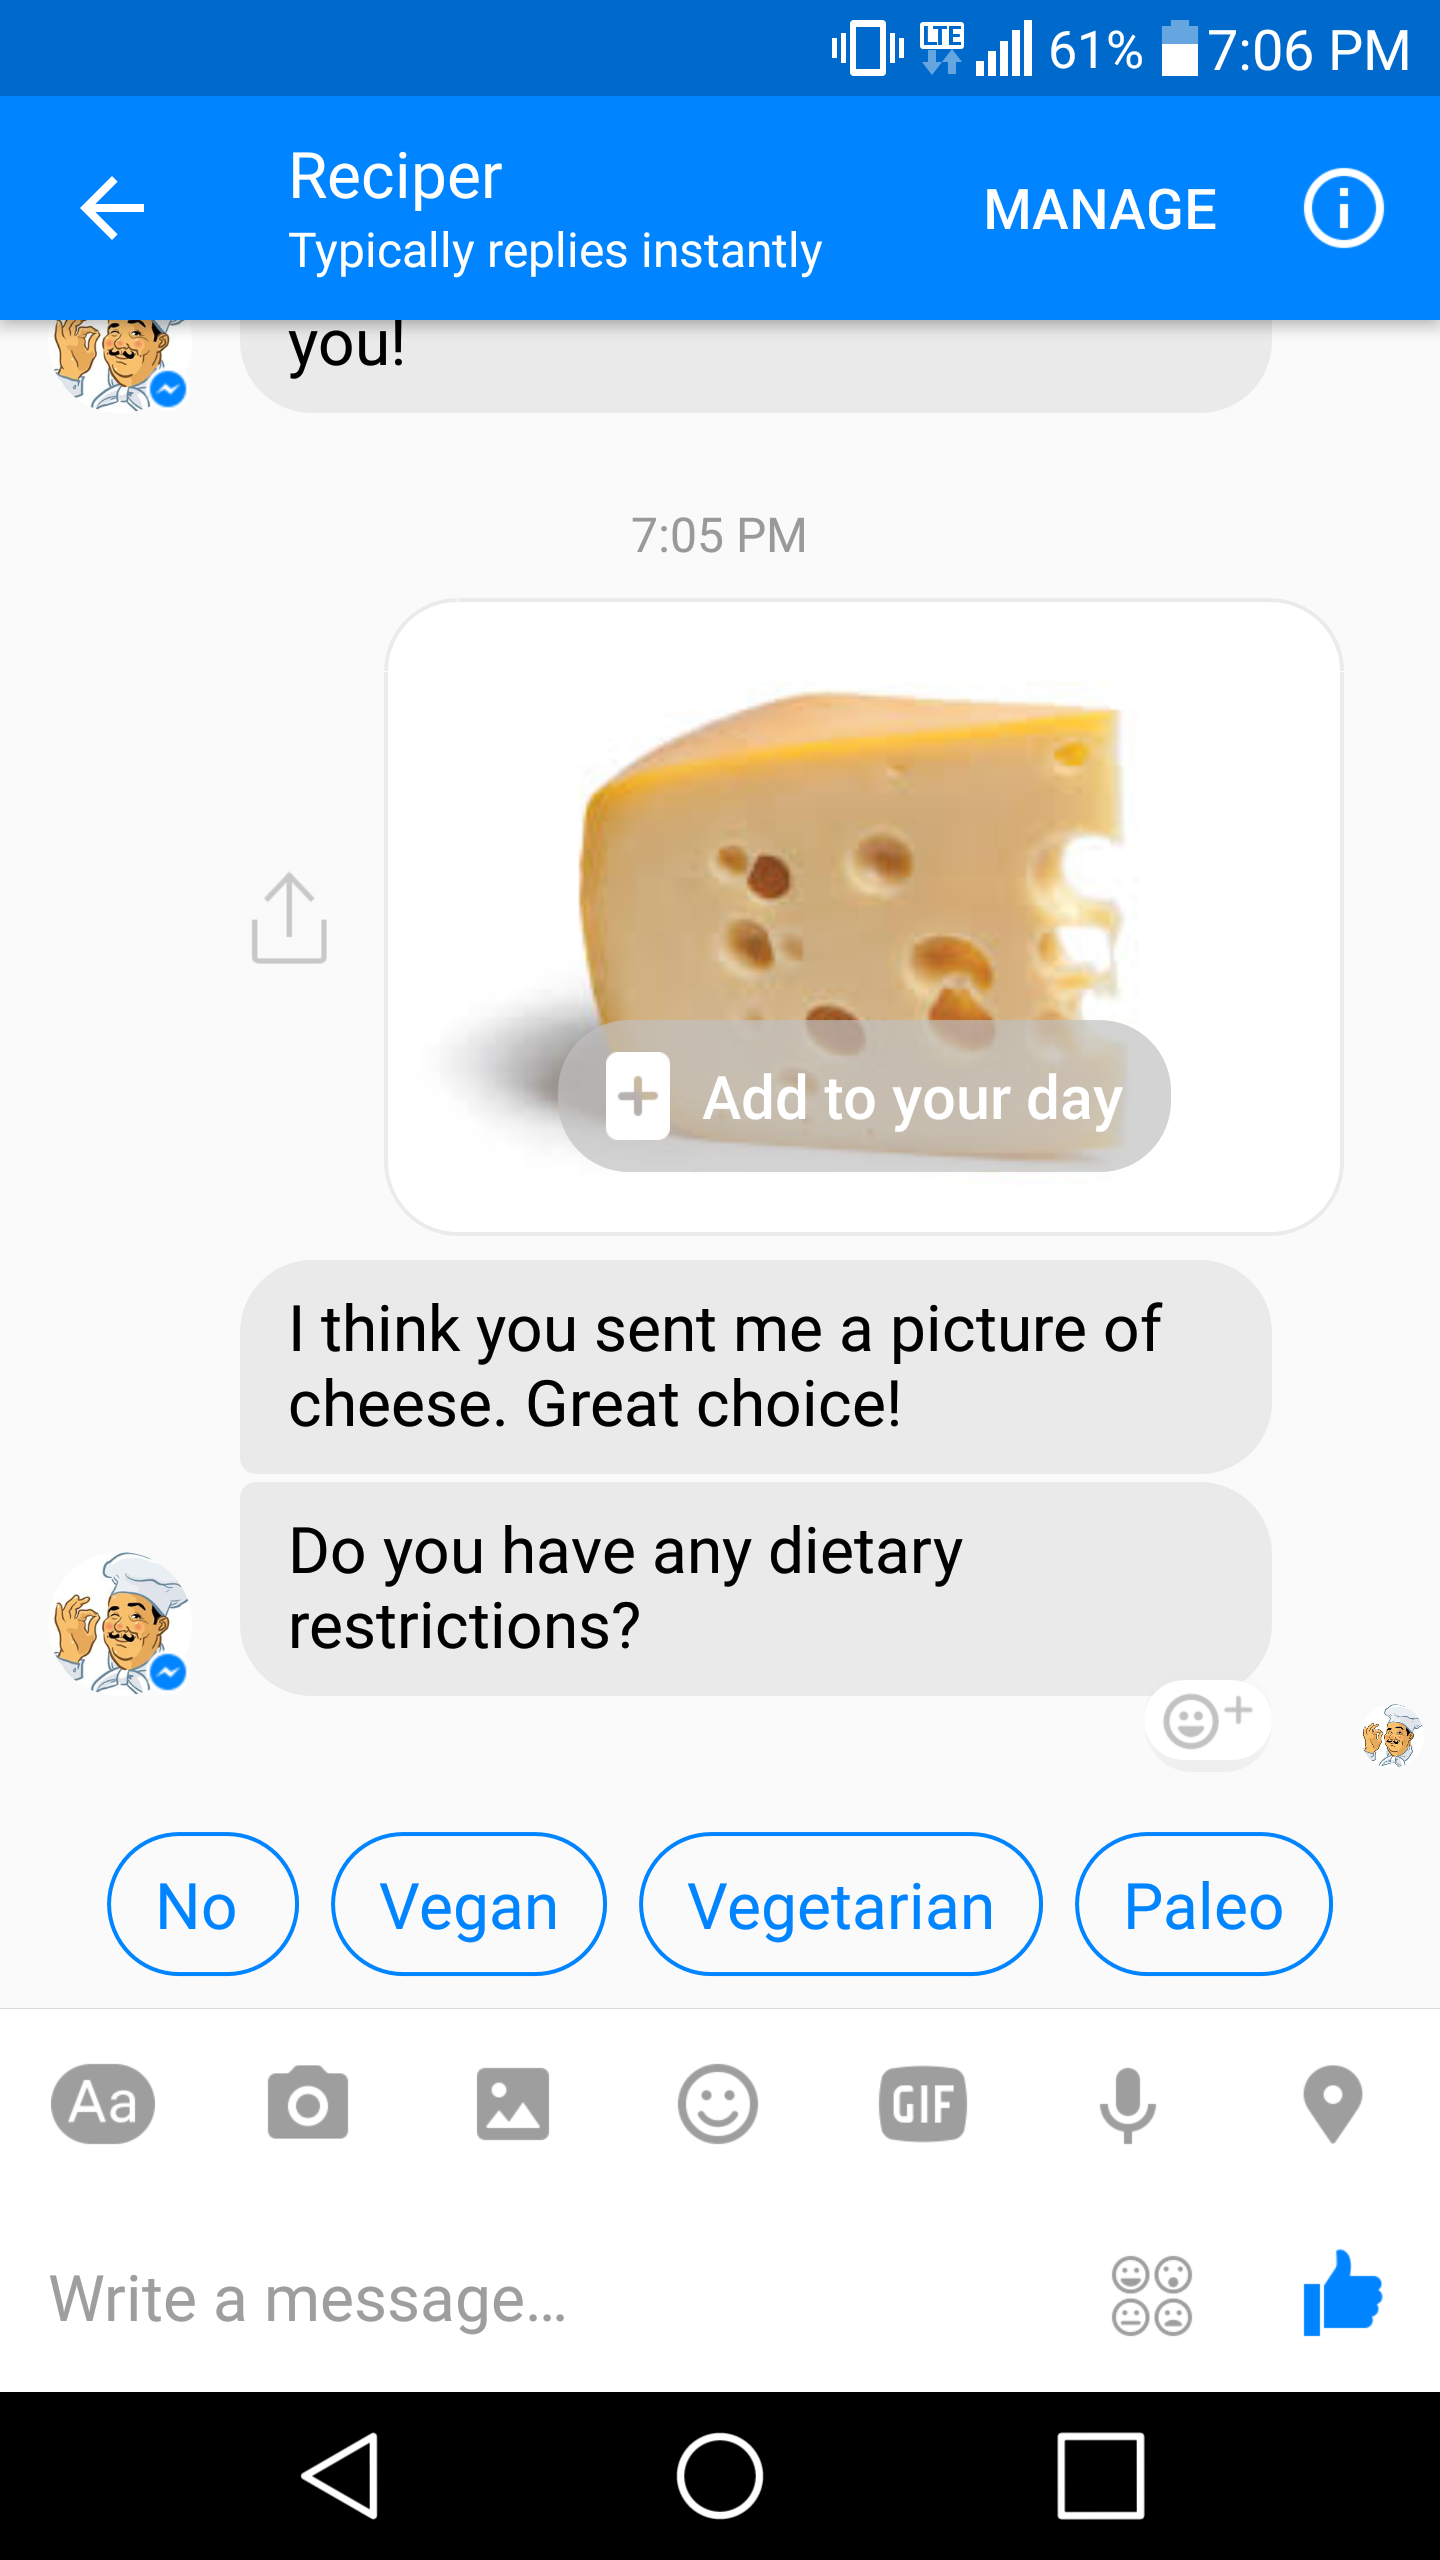 LTE 61% 7:06 PM
Reciper
MANAGE
Typically replies instantly
you!
7:05 PM
Add to your day
I think you sent me a picture of
cheese. Great choice!
Do you have any dietary
restrictions?
No Vegan Vegetarian Paleo
Aa GIF
Write a message...